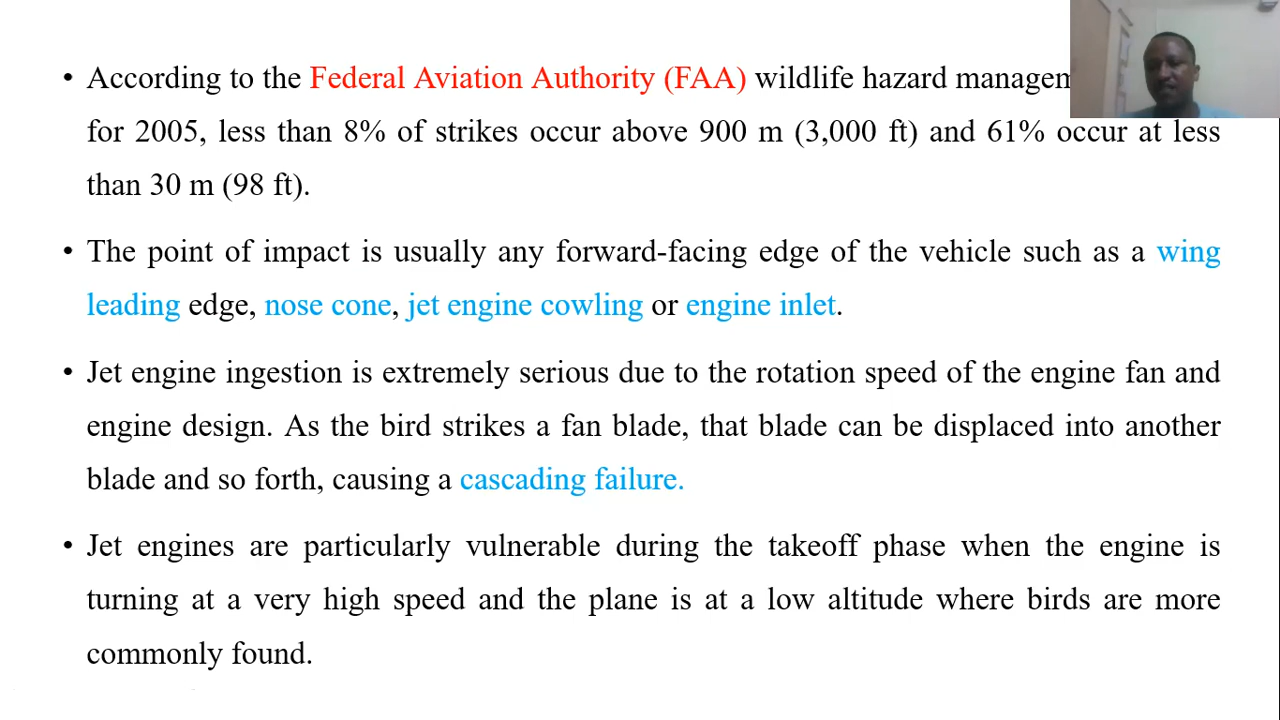 • According to the Federal Aviation Authority (FAA) wildlife hazard
for 2005, less than 8% of strikes occur above 900 m (3,000 ft) and 61% occur at less
than 30 m (98 ft).
• The point of impact is usually any forward-facing edge of the vehicle such as a wing
leading edge, nose cone, jet engine cowling or engine inlet.
• Jet engine ingestion is extremely serious due to the rotation speed of the engine fan and
engine design. As the bird strikes a fan blade, that blade can be displaced into another
blade and so forth, causing a cascading failure.
• Jet engines are particularly vulnerable during the takeoff phase when the engine is
turning at a very high speed and the plane is at a low altitude where birds are more
commonly found.